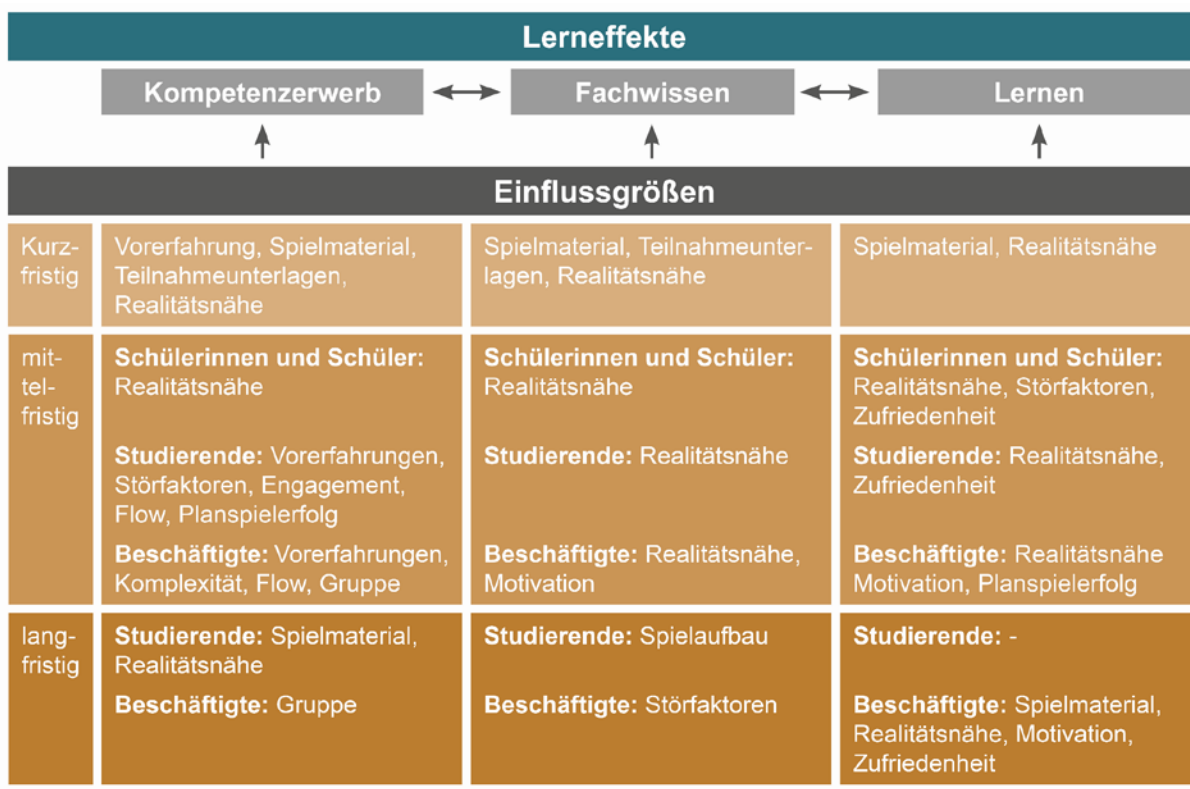 Lerneffekte
Kompetenzerwerb
Fachwissen
Lernen
Einflussgrößen
Kurz-
fristig
Vorerfahrung, Spielmaterial,
Teilnahmeunterlagen,
Realitätsnähe
Spielmaterial, Teilnahmeunter-
lagen, Realitätsnähe
Spielmaterial, Realitätsnähe
mit-
tel-
fristig
Schülerinnen und Schüler:
Realitätsnähe
Studierende: Vorerfahrungen,
Störfaktoren, Engagement,
Flow, Planspielerfolg
Beschäftigte: Vorerfahrungen,
Komplexität, Flow, Gruppe
Schülerinnen und Schüler:
Realitätsnähe
Studierende: Realitätsnähe
Beschäftigte: Realitätsnähe,
Motivation
Schülerinnen und Schüler:
Realitätsnähe, Störfaktoren,
Zufriedenheit
Studierende: Realitätsnähe,
Zufriedenheit
Beschäftigte: Realitätsnähe
Motivation, Planspielerfolg
lang-
fristig
Studierende: Spielmaterial,
Realitätsnähe
Beschäftigte: Gruppe
Studierende: Spielaufbau
Beschäftigte: Störfaktoren
Studierende: -
Beschäftigte: Spielmaterial,
Realitätsnähe, Motivation,
Zufriedenheit